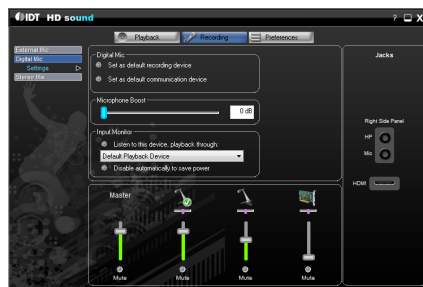 IDT HD sound
? X
Playback
Recording
Preferences
External Mic
Digital Mic
Settings
Stereo Mix
Digital Mic
Set as default recording device
Set as default communication device
Microphone Boost
0 dB
Input Monitor
Listen to this device, playback through:
Default Playback Device
Disable automatically to save power
Master
Mute
Mute
Mute
Mute
Jacks
Right Side Panel
HP
Mic
HDMI